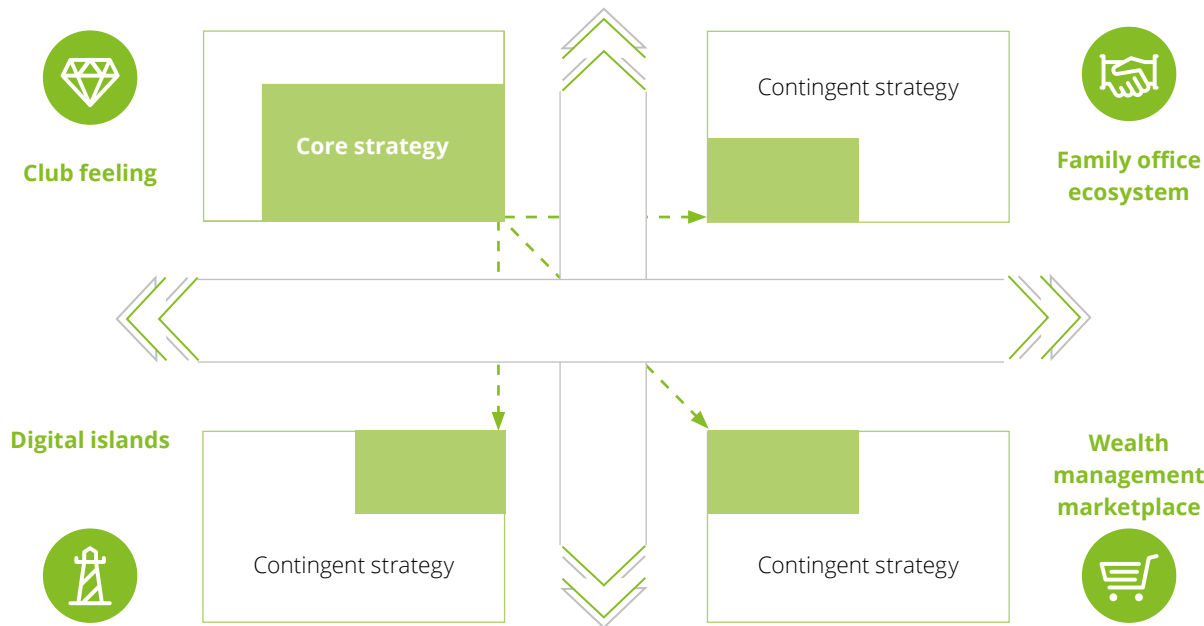 Club feeling
Core strategy
Contingent strategy
Family office
ecosystem
Digital islands
Contingent strategy
Contingent strategy
Wealth
management
marketplace